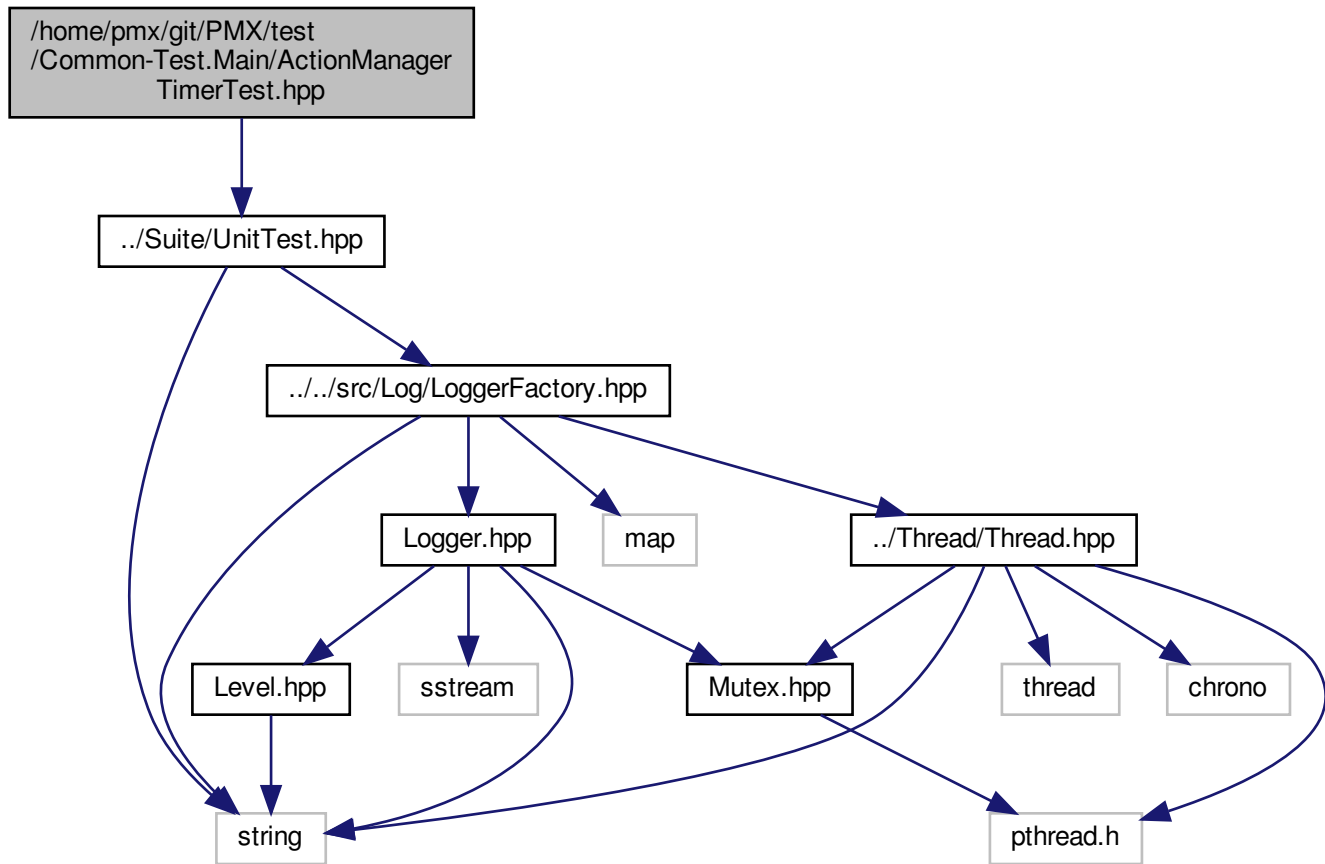 /home/pmx/git/PMX/test
/Common-Test.Main/ActionManager
TimerTest.hpp
../Suite/UnitTest.hpp
../../src/Log/LoggerFactory.hpp
Logger.hpp
map
../Thread/Thread.hpp
Level.hpp
sstream
Mutex.hpp
thread
chrono
string
pthread.h